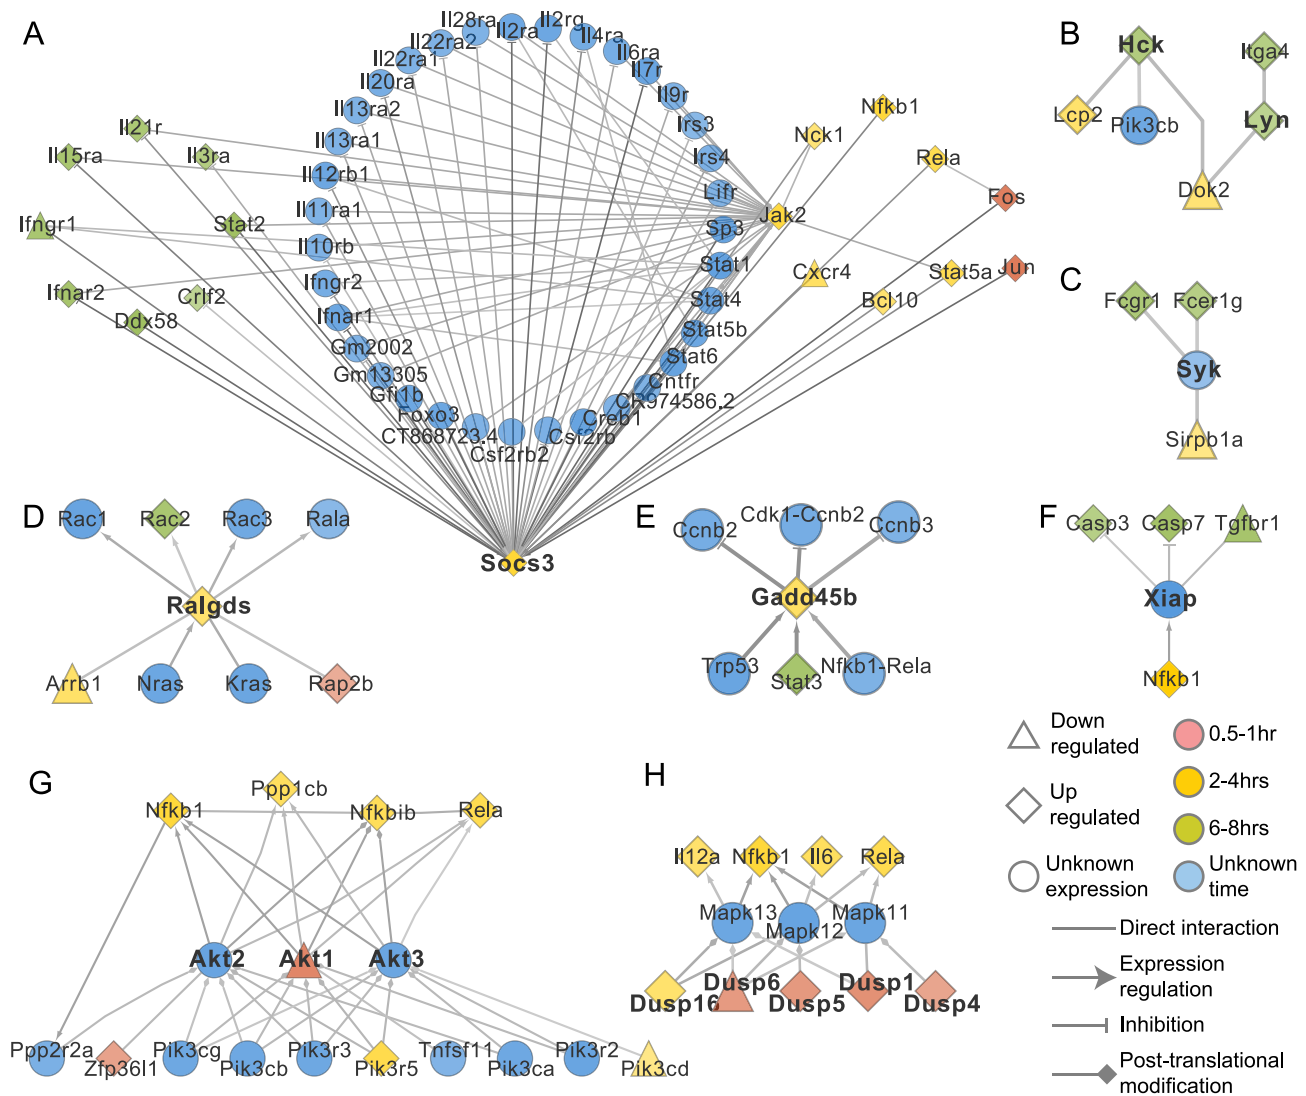 A
Il28ra
Il2ra
Il2rg
Il4ra
Il22ra2
Il6ra
Il22ra1
Il7r
Il20ra
Il9r
Il13ra2
Irs3
Il13ra1
Irs4
Il12rb1
Lifr
Il11ra1
Jak2
Il10rb
Sp3
Ifngr2
Stat1
Ifnar1
Stat4
Gm2002
Stat5b
Gm13305
Stat6
Gfi1b
Cntfr
Foxo3
CR974586.2
CT868723.4
Creb1
Csf2rb2
Csf2rb
Il21r
Il15ra
Il3ra
Ifngr1
Stat2
Ifnar2
Crlf2
Ddx58
Nfkb1
Nck1
Rela
Fos
Cxcr4
Stat5a
Jun
Bcl10
Socs3
B
Hck
Itga4
Lcp2
Pik3cb
Lyn
Dok2
C
Fcgr1
Fcer1g
Syk
Sirpb1a
D
Rac1
Rac2
Rac3
Rala
Ralgds
Arrb1
Nras
Kras
Rap2b
E
Ccnb2
Cdk1-Ccnb2
Ccnb3
Gadd45b
Trp53
Stat3
Nfkb1-Rela
F
Casp3
Casp7
Tgfbr1
Xiap
Nfkb1
G
Ppp1cb
Nfkb1
Nfkbib
Rela
Akt2
Akt1
Akt3
Ppp2r2a
Zfp36l1
Pik3cg
Pik3cb
Pik3r3
Pik3r5
Tnfsf11
Pik3ca
Pik3r2
Pik3cd
H
Il12a
Nfkb1
Il6
Rela
Mapk13
Mapk12
Mapk11
Dusp16
Dusp6
Dusp5
Dusp1
Dusp4
Down
regulated
Up
regulated
Unknown
expression
0.5-1hr
2-4hrs
6-8hrs
Unknown
time
Direct interaction
Expression
regulation
Inhibition
Post-translational
modification